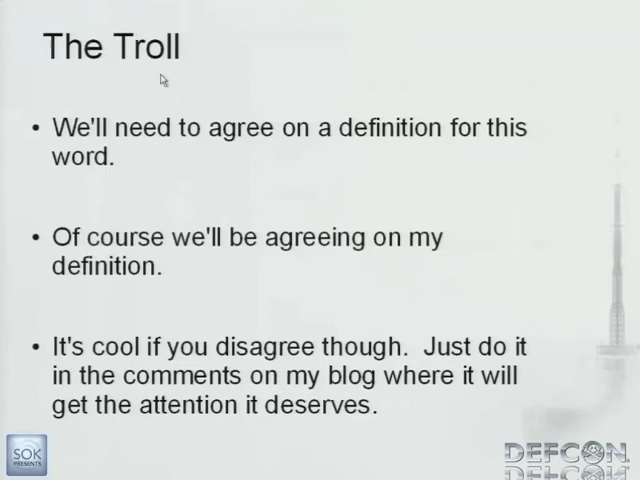 The Troll
• We'll need to agree on a definition for this
word.
• Of course we'll be agreeing on my
definition.
• It's cool if you disagree though.  Just do it
in the comments on my blog where it will
get the attention it deserves.
SOK
PRESENTS
DEFCON